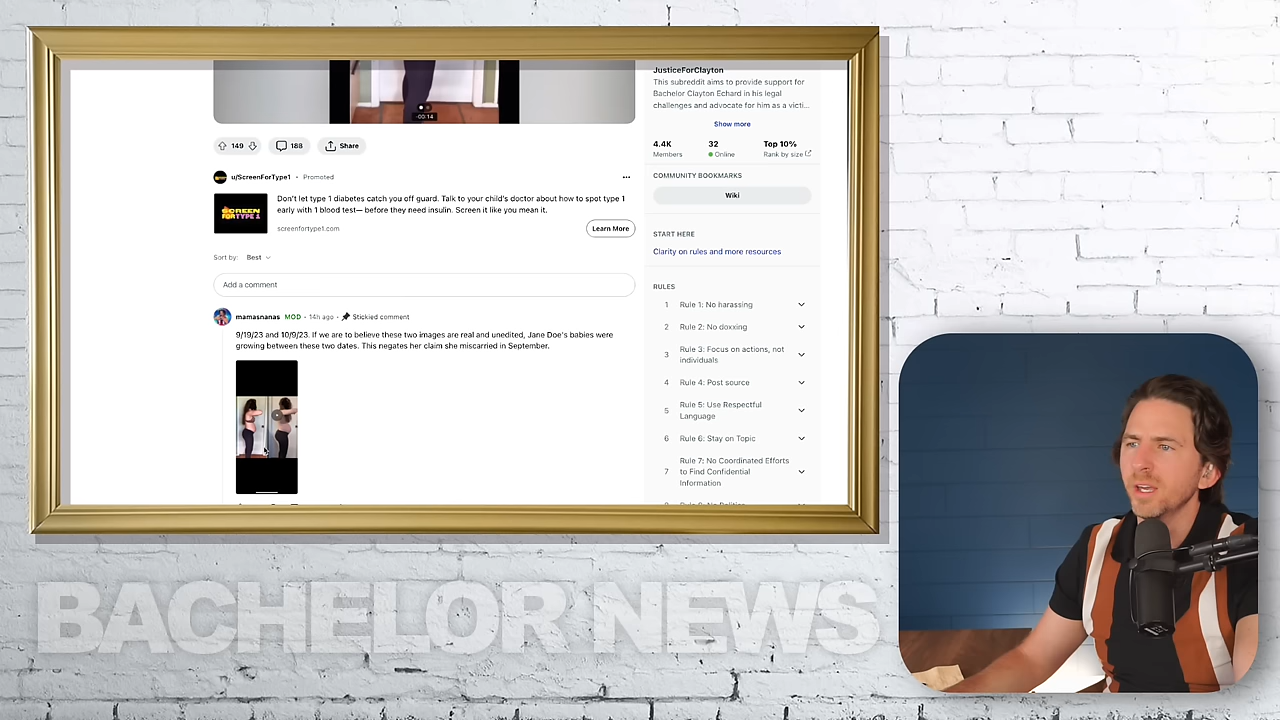 -00:14
149
188
Share
u/ScreenForType1 • Promoted
SCREEN
FOR TYPE 1
Don't let type 1 diabetes catch you off guard. Talk to your child's doctor about how to spot type 1
early with 1 blood test— before they need insulin. Screen it like you mean it.
screenfortype1.com
Learn More
Sort by: Best
Add a comment
mamasnanas MOD • 14h ago • Stickied comment
9/19/23 and 10/9/23. If we are to believe these two images are real and unedited, Jane Doe's babies were
growing between these two dates. This negates her claim she miscarried in September.
JusticeForClayton
This subreddit aims to provide support for
Bachelor Clayton Echard in his legal
challenges and advocate for him as a victi...
Show more
4.4K 32 Top 10%
Members Online Rank by size
COMMUNITY BOOKMARKS
Wiki
START HERE
Clarity on rules and more resources
RULES
1 Rule 1: No harassing
2 Rule 2: No doxxing
3 Rule 3: Focus on actions, not
individuals
4 Rule 4: Post source
5 Rule 5: Use Respectful
Language
6 Rule 6: Stay on Topic
7 Rule 7: No Coordinated Efforts
to Find Confidential
Information
BACHELOR NEWS